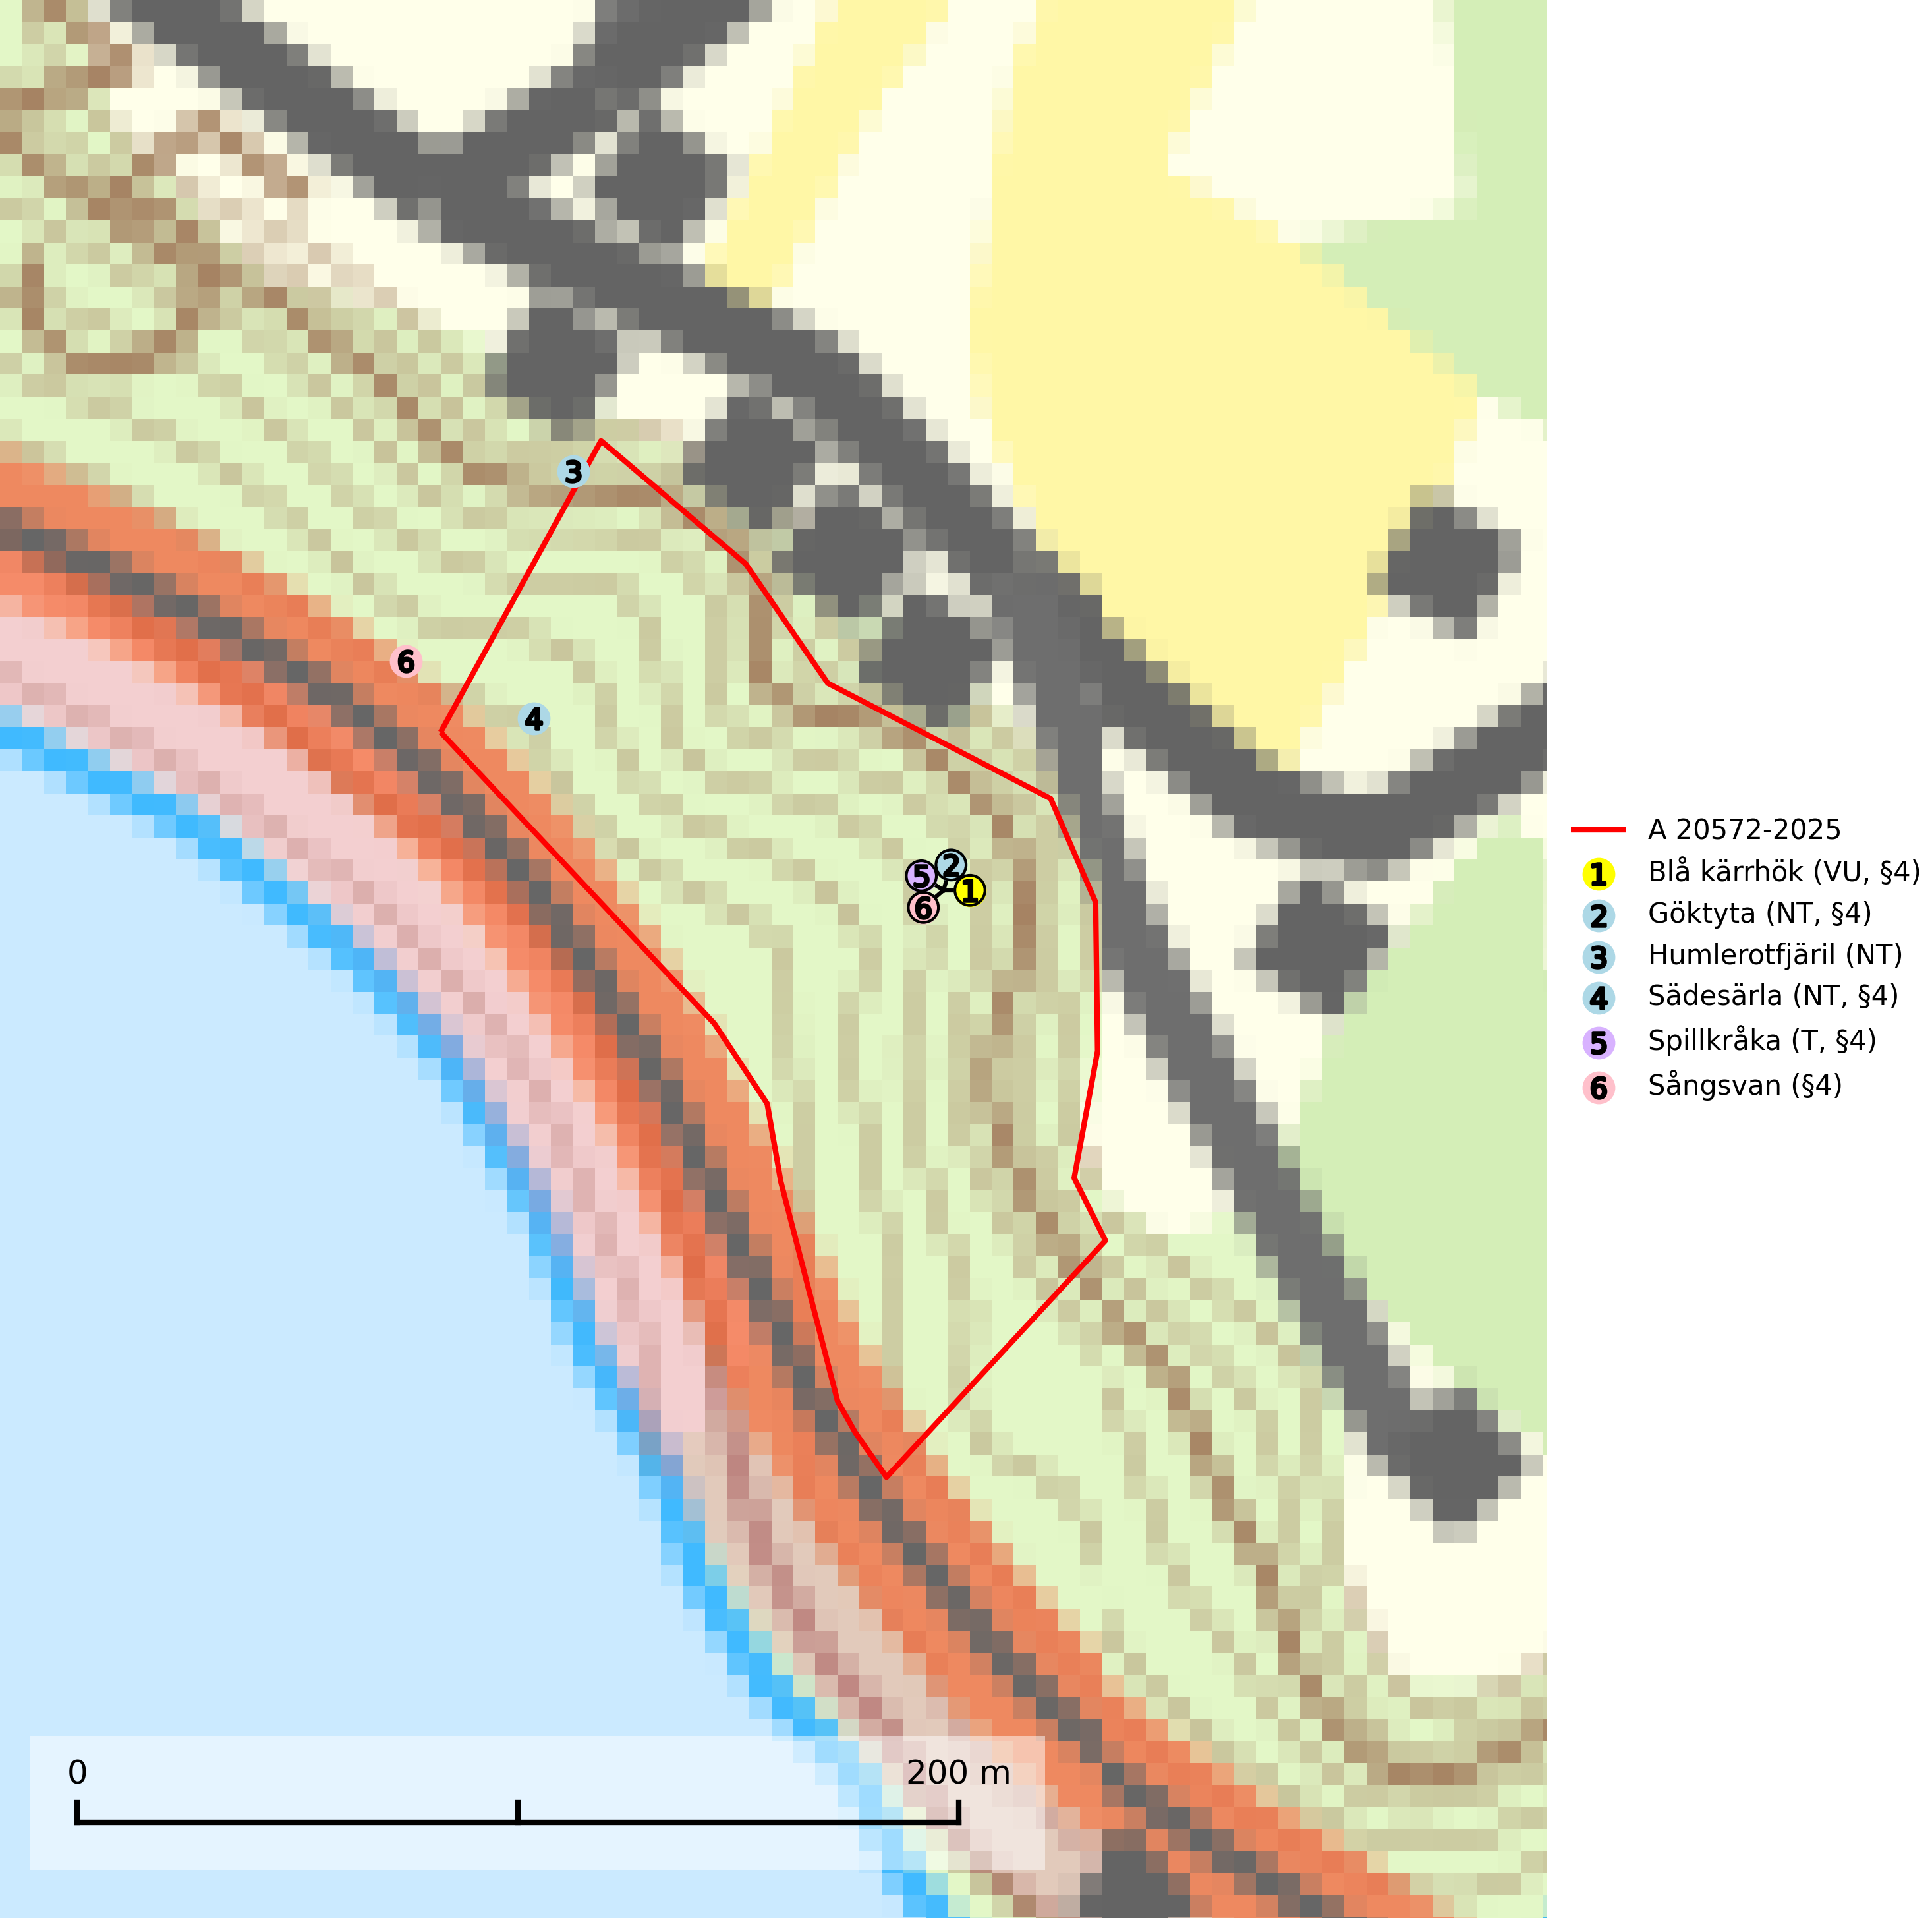 3
6
4
5 2
1
6
0 200 m
A 20572-2025
1 Blå kärrhök (VU, §4)
2 Göktyta (NT, §4)
3 Humlerotfjäril (NT)
4 Sädesärla (NT, §4)
5 Spillkråka (T, §4)
6 Sångsvan (§4)